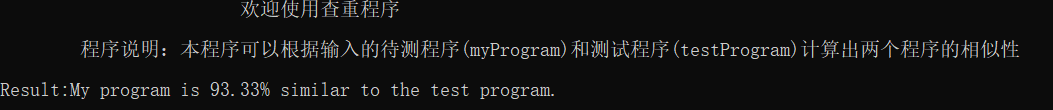 欢迎使用查重程序
程序说明：本程序可以根据输入的待测程序(myProgram)和测试程序(testProgram)计算出两个程序的相似性
Result:My program is 93.33% similar to the test program.